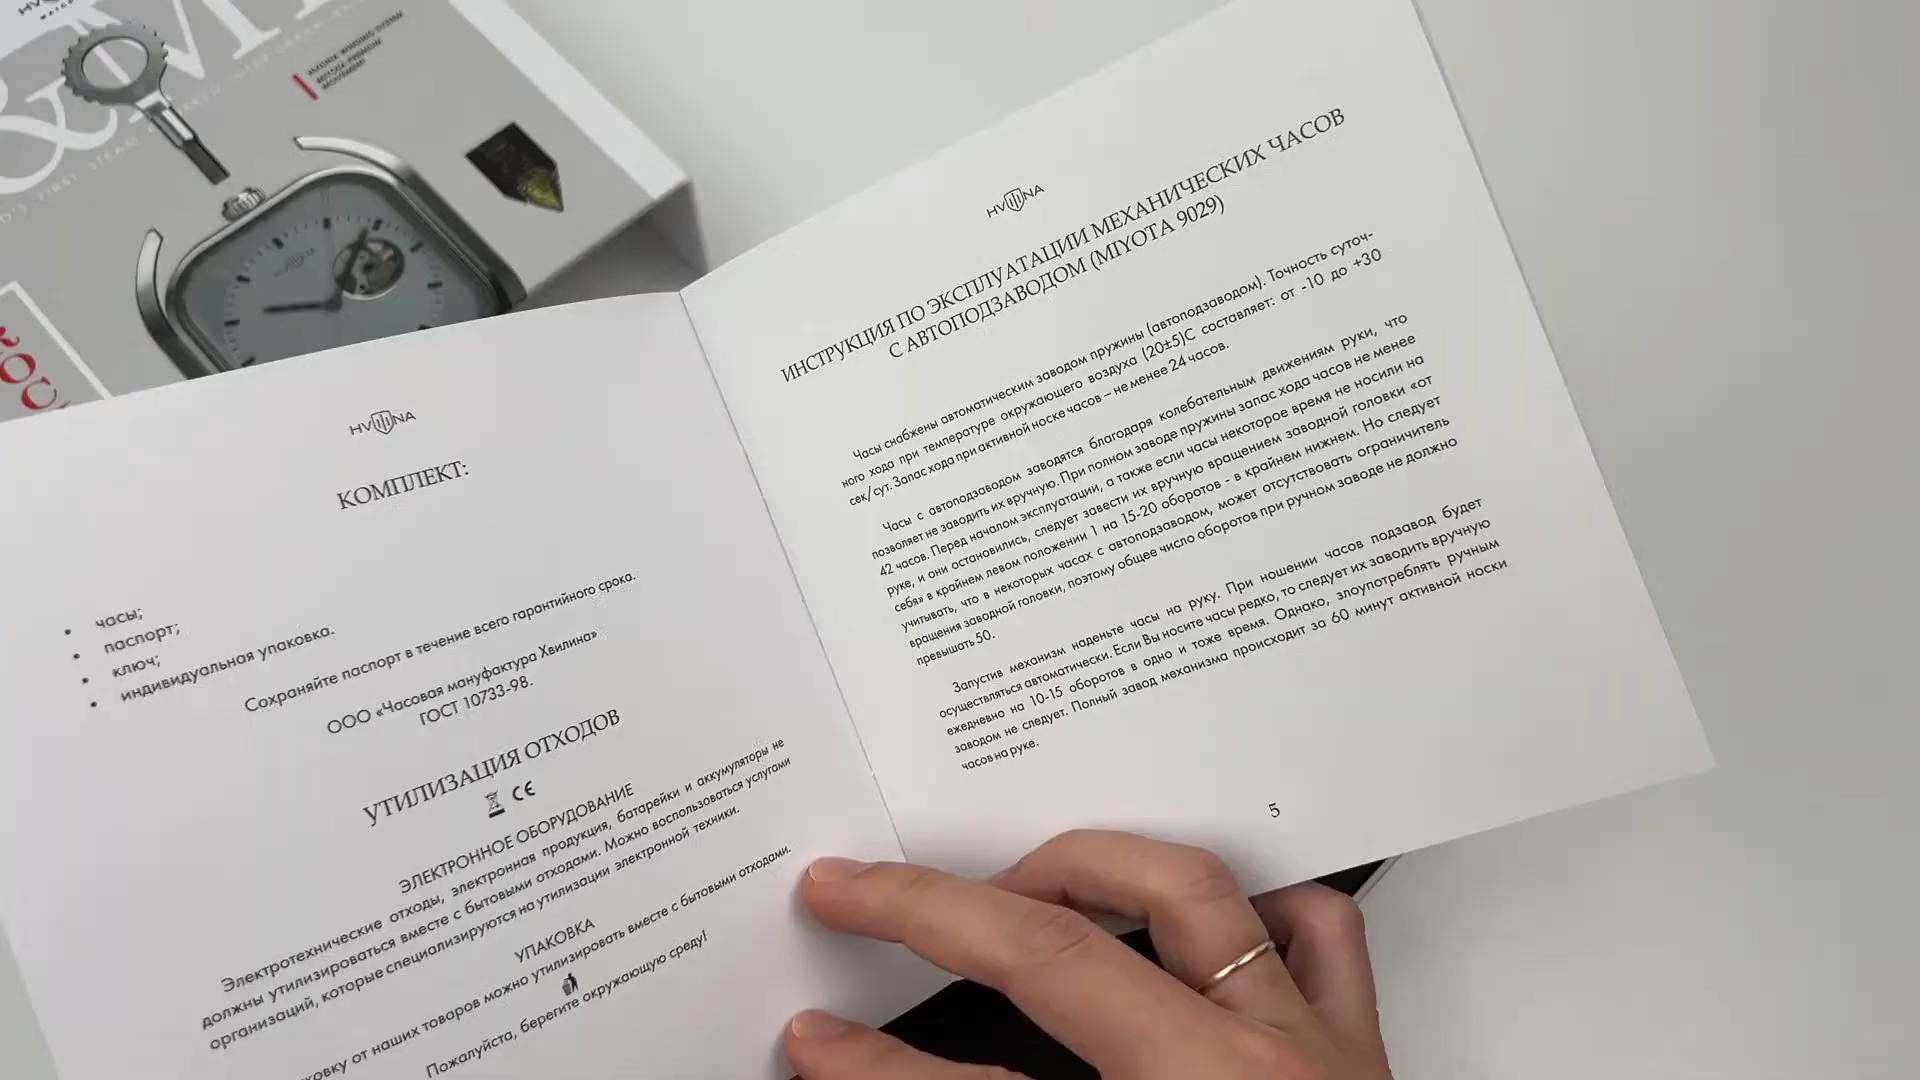 HVILINA
КОМПЛЕКТ:
• часы;
• паспорт;
• ключ;
• индивидуальная упаковка.
Сохраняйте паспорт в течение всего гарантийного срока.
ООО «Часовая мануфактура Хвилина»
ГОСТ 10733-98.
УТИЛИЗАЦИЯ ОТХОДОВ
CE
ЭЛЕКТРОННОЕ ОБОРУДОВАНИЕ
Электротехнические отходы, электронная продукция, батарейки и аккумуляторы не
должны утилизироваться вместе с бытовыми отходами. Можно воспользоваться услугами
организаций, которые специализируются на утилизации электронной техники.
УПАКОВКА
от наших товаров можно утилизировать вместе с бытовыми отходами.
Пожалуйста, берегите окружающую среду!
HVILINA
ИНСТРУКЦИЯ ПО ЭКСПЛУАТАЦИИ МЕХАНИЧЕСКИХ ЧАСОВ
С АВТОПОДЗАВОДОМ (MIYOTA 9029)
Часы снабжены автоматическим заводом пружины (автоподзаводом). Точность суточ-
ного хода при температуре окружающего воздуха (20±5)С составляет: от -10 до +30
сек/сут. Запас хода при активной носке часов – не менее 24 часов.
Часы с автоподзаводом заводятся благодаря колебательным движениям руки, что
позволяет не заводить их вручную. При полном заводе пружины запас хода часов не менее
42 часов. Перед началом эксплуатации, а также если часы некоторое время не носили на
руке, и они остановились, следует завести их вручную вращением заводной головки «от
себя» в крайнем левом положении 1 на 15-20 оборотов - в крайнем нижнем. Но следует
учитывать, что в некоторых часах с автоподзаводом, может отсутствовать ограничитель
вращения заводной головки, поэтому общее число оборотов при ручном заводе не должно
превышать 50.
Запустив механизм наденьте часы на руку. При ношении часов подзавод будет
осуществляться автоматически. Если Вы носите часы редко, то следует их заводить вручную
ежедневно на 10-15 оборотов в одно и тоже время. Однако, злоупотреблять ручным
заводом не следует. Полный завод механизма происходит за 60 минут активной носки
часов на руке.
5